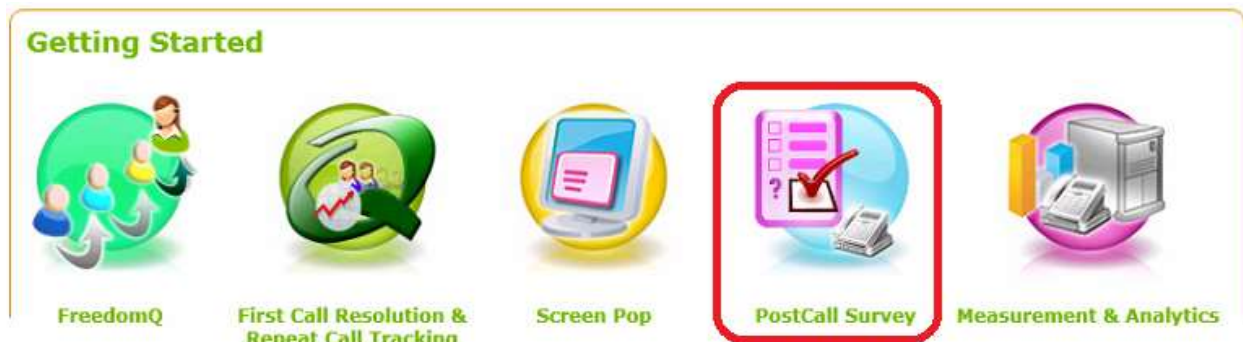 Getting Started
?
FreedomQ
First Call Resolution &
Repeat Call Tracking
Screen Pop
PostCall Survey
Measurement & Analytics